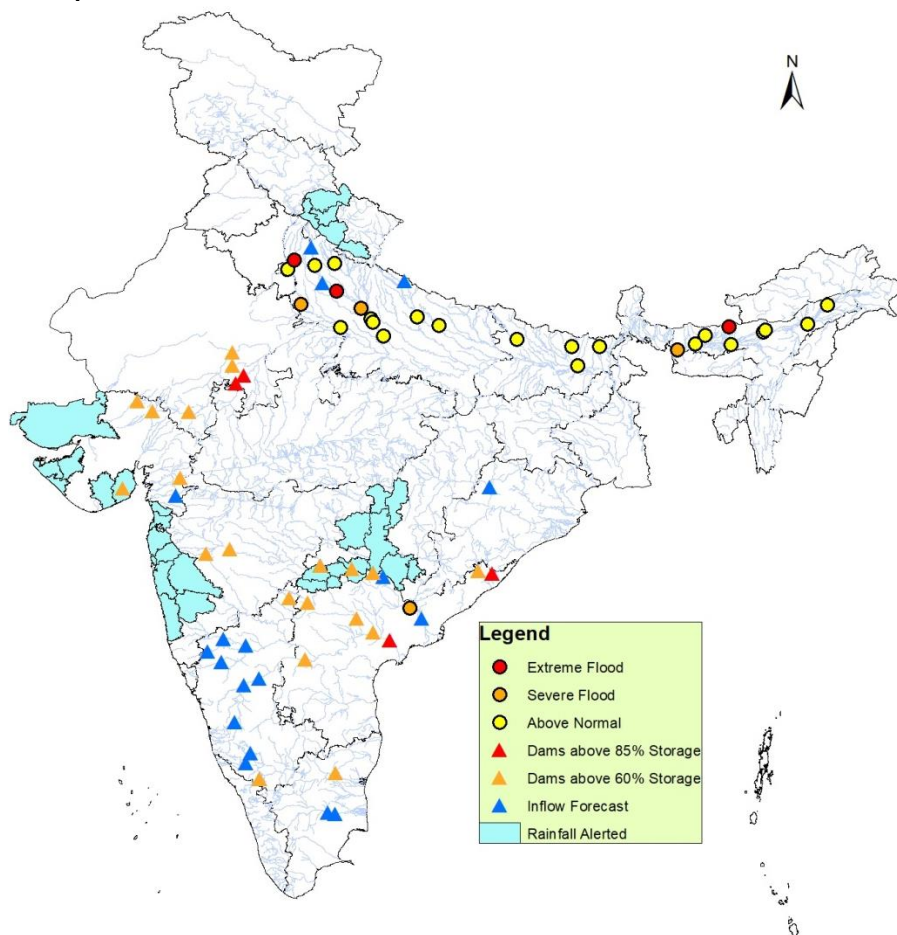 N
Legend
Extreme Flood
Severe Flood
Above Normal
Dams above 85% Storage
Dams above 60% Storage
Inflow Forecast
Rainfall Alerted